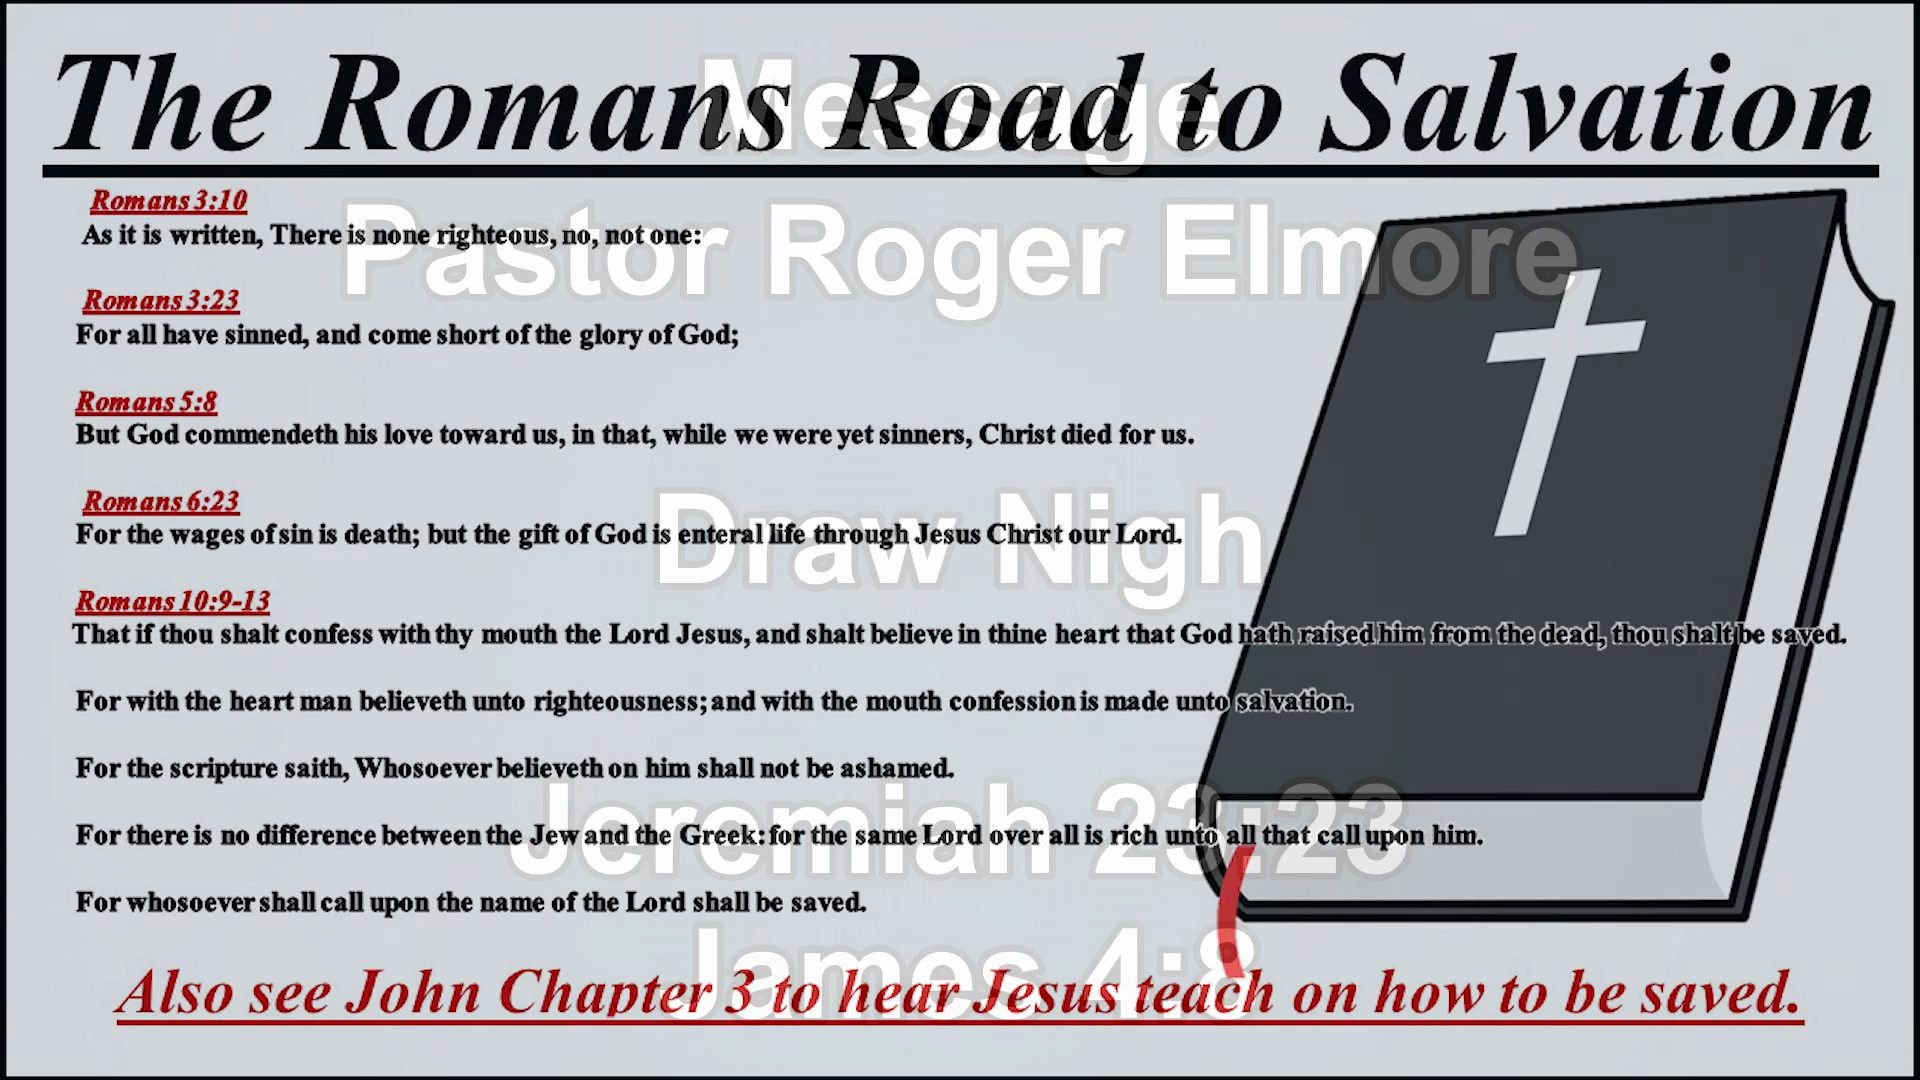 The Romans Road to Salvation
Message
Romans 3:10
As it is written, There is none righteous, no, not one:
Pastor Roger Elmore
Romans 3:23
For all have sinned, and come short of the glory of God;
Romans 5:8
But God commendeth his love toward us, in that, while we were yet sinners, Christ died for us.
Romans 6:23
For the wages of sin is death; but the gift of God is enteral life through Jesus Christ our Lord.
Draw Nigh
Romans 10:9-13
That if thou shalt confess with thy mouth the Lord Jesus, and shalt believe in thine heart that God hath raised him from the dead, thou shalt be saved.
For with the heart man believeth unto righteousness; and with the mouth confession is made unto salvation.
For the scripture saith, Whosoever believeth on him shall not be ashamed.
Jeremiah 23:23
For there is no difference between the Jew and the Greek: for the same Lord over all is rich unto all that call upon him.
For whosoever shall call upon the name of the Lord shall be saved.
James 4:8
Also see John Chapter 3 to hear Jesus teach on how to be saved.